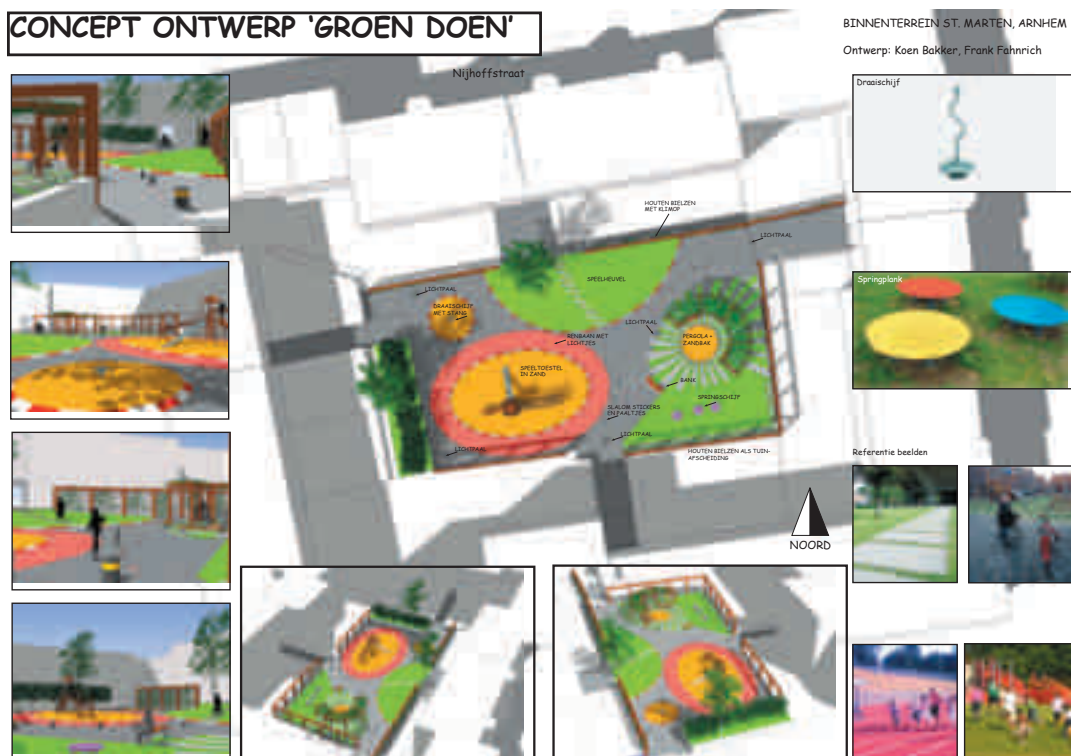 CONCEPT ONTWERP 'GROEN DOEN'
BINNENTERREIN ST. MARTEN, ARNHEM
Ontwerp: Koen Bakker, Frank Fahnrich
Nijhoffstraat
Draaischijf
HOUTEN BIELZEN
MET KLIMOP
LICHTPAAL
SPEELHEUVEL
Springplank
LICHTPAAL
DRAAISCHIJF
MET STANG
LICHTPAAL
RENBAAN MET
LICHTJES
PERGOLA +
ZANDBAK
SPEELTOESTEL
IN ZAND
BANK
SPRINGSCHIJF
SLALOM STICKERS
EN PAALTJES
LICHTPAAL
LICHTPAAL
HOUTEN BIELZEN ALS TUIN-
AFSCHEIDING
Referentie beelden
NOORD